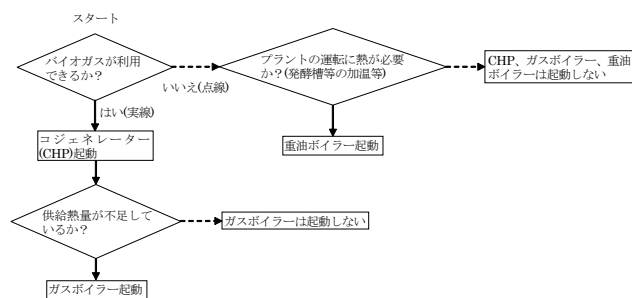 スタート
バイオガスが利用
できるか？
いいえ(点線)
プラントの運転に熱が必要
か？(発酵槽等の加温等)
CHP、ガスボイラー、重油
ボイラーは起動しない
はい(実線)
コジェネレーター
(CHP)起動
重油ボイラー起動
供給熱量が不足して
いるか？
ガスボイラーは起動しない
ガスボイラー起動